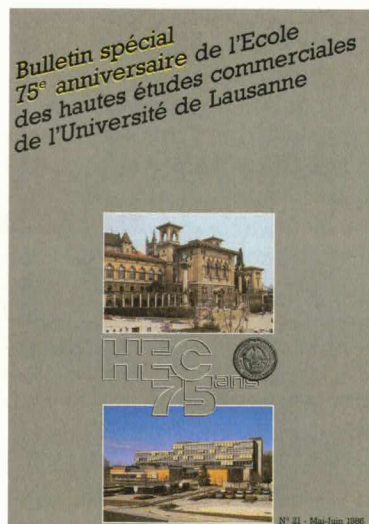 Bulletin spécial
75e anniversaire de l'Ecole
des hautes études commerciales
de l'Université de Lausanne
HEC
75 ans
N° 21 - Mai-Juin 1986